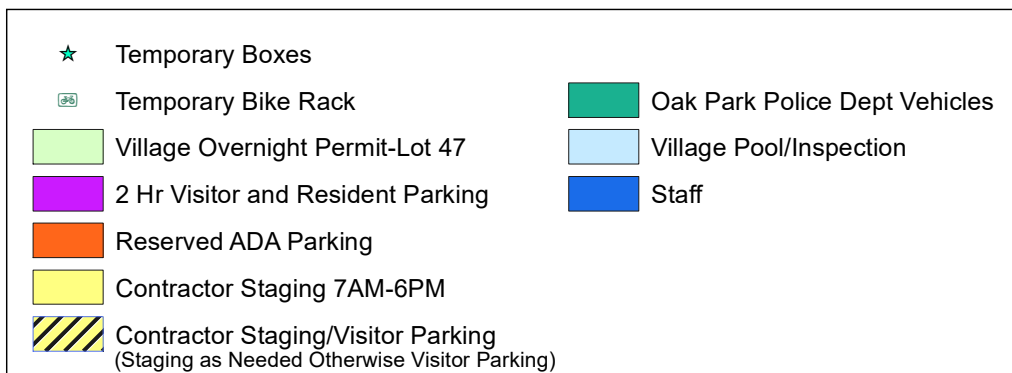 Temporary Boxes
Temporary Bike Rack
Village Overnight Permit-Lot 47
2 Hr Visitor and Resident Parking
Reserved ADA Parking
Contractor Staging 7AM-6PM
Contractor Staging/Visitor Parking
(Staging as Needed Otherwise Visitor Parking)
Oak Park Police Dept Vehicles
Village Pool/Inspection
Staff